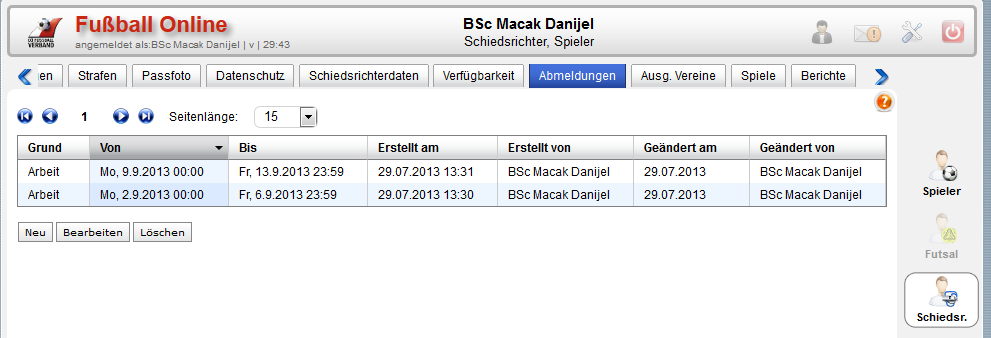 Fußball Online
angemeldet als:BSc Macak Danijel | v | 29:43
BSc Macak Danijel
Schiedsrichter, Spieler
OÖ FUSSBALL
VERBAND
en Strafen Passfoto Datenschutz Schiedsrichterdaten Verfügbarkeit Abmeldungen Ausg. Vereine Spiele Berichte
1 Seitenlänge: 15
Grund Von Bis Erstellt am Erstellt von Geändert am Geändert von
Arbeit Mo, 9.9.2013 00:00 Fr, 13.9.2013 23:59 29.07.2013 13:31 BSc Macak Danijel 29.07.2013 BSc Macak Danijel
Arbeit Mo, 2.9.2013 00:00 Fr, 6.9.2013 23:59 29.07.2013 13:30 BSc Macak Danijel 29.07.2013 BSc Macak Danijel
Neu Bearbeiten Löschen
Spieler
Futsal
Schiedsr.